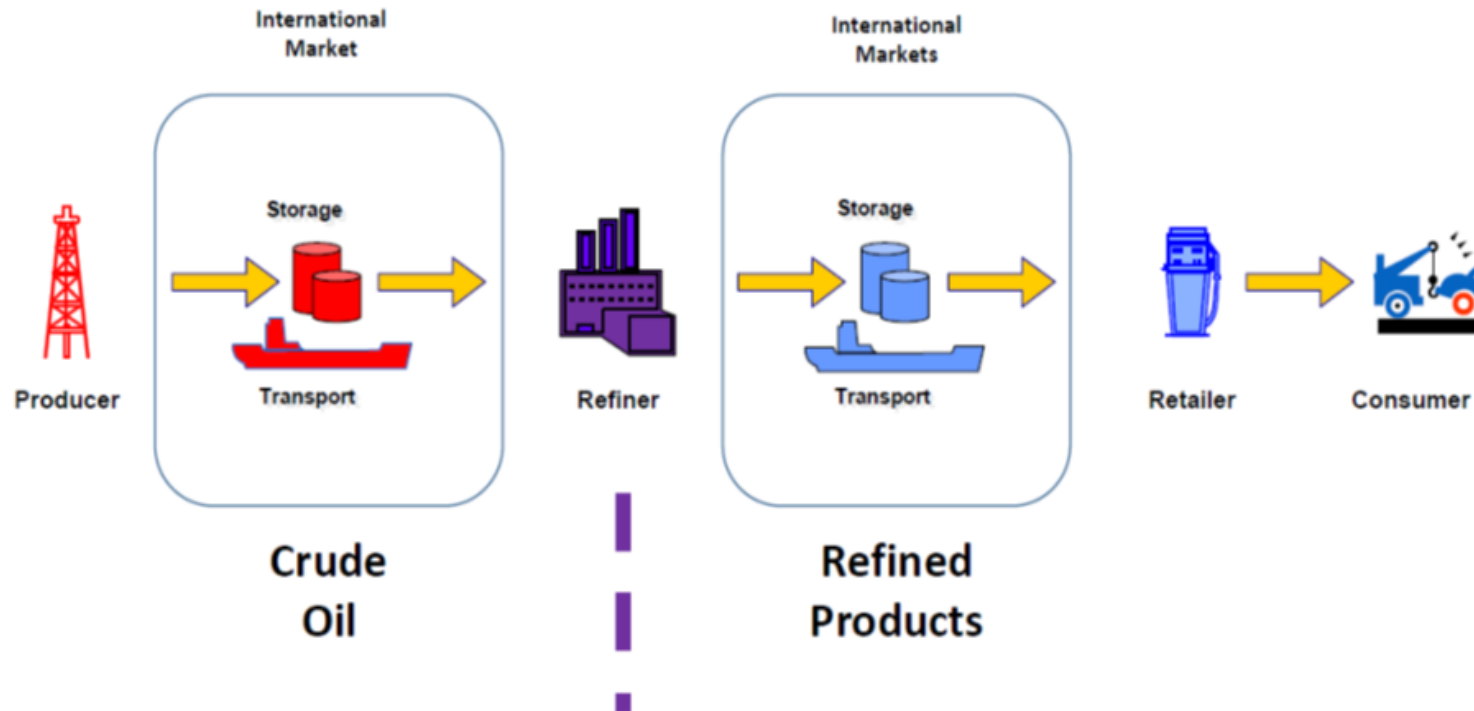 International
Market
International
Markets
Storage
Storage
Transport
Transport
Producer
Refiner
Retailer
Consumer
Crude
Oil
Refined
Products